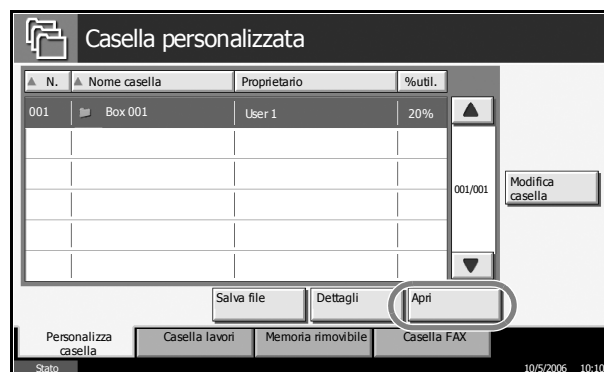 Casella personalizzata
N. Nome casella Proprietario %util.
001 Box 001 User 1 20%
001/001
Modifica
casella
Salva file Dettagli Apri
Personalizza
casella
Casella lavori Memoria rimovibile Casella FAX
Stato 10/5/2006 10:10